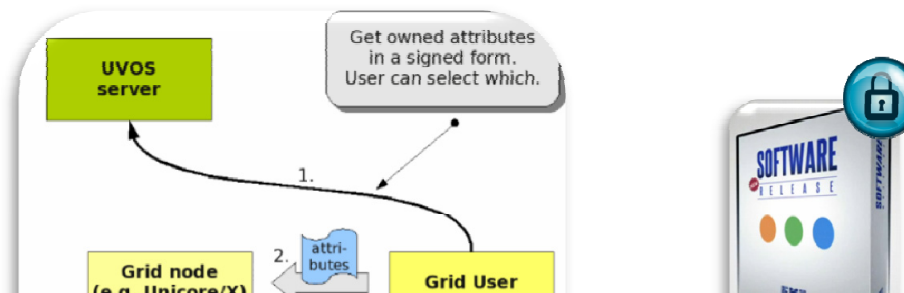 UVOS
server
Get owned attributes
in a signed form.
User can select which.
1.
2.
attri-
butes
Grid node
(e.g. Unicore/X)
Grid User
SOFTWARE
RELEASE
SOFTWARE